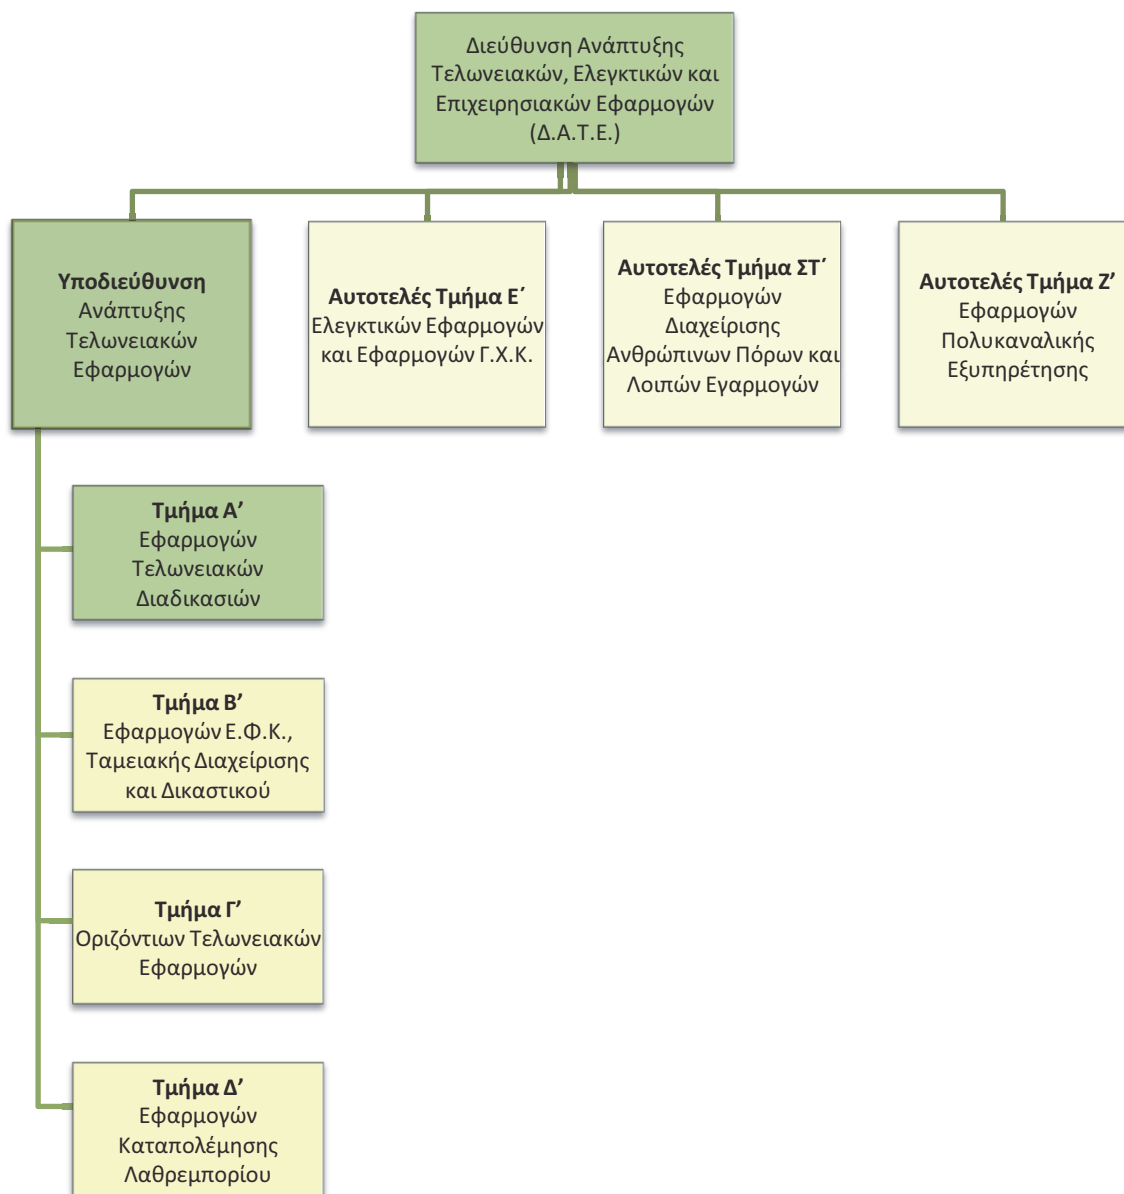 Διεύθυνση Ανάπτυξης
Τελωνειακών, Ελεγκτικών και
Επιχειρησιακών Εφαρμογών
(Δ.Α.Τ.Ε.)
Υποδιεύθυνση
Ανάπτυξης
Τελωνειακών
Εφαρμογών
Αυτοτελές Τμήμα Ε΄
Ελεγκτικών Εφαρμογών
και Εφαρμογών Γ.Χ.Κ.
Αυτοτελές Τμήμα ΣΤ΄
Εφαρμογών
Διαχείρισης
Ανθρώπινων Πόρων και
Λοιπών Εγαρμογών
Αυτοτελές Τμήμα Ζ’
Εφαρμογών
Πολυκαναλικής
Εξυπηρέτησης
Τμήμα Α’
Εφαρμογών
Τελωνειακών
Διαδικασιών
Τμήμα Β’
Εφαρμογών Ε.Φ.Κ.,
Ταμειακής Διαχείρισης
και Δικαστικού
Τμήμα Γ’
Οριζόντιων Τελωνειακών
Εφαρμογών
Τμήμα Δ’
Εφαρμογών
Καταπολέμησης
Λαθρεμπορίου